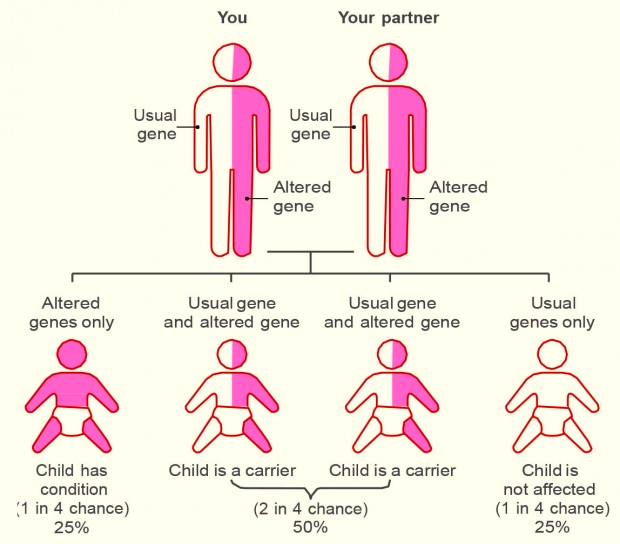 You
Your partner
Usual
gene
Usual
gene
Altered
gene
Altered
gene
Altered
genes only
Usual gene
and altered gene
Usual gene
and altered gene
Usual
genes only
Child has
condition
(1 in 4 chance)
25%
Child is a carrier
Child is a carrier
(2 in 4 chance)
50%
Child is
not affected
(1 in 4 chance)
25%